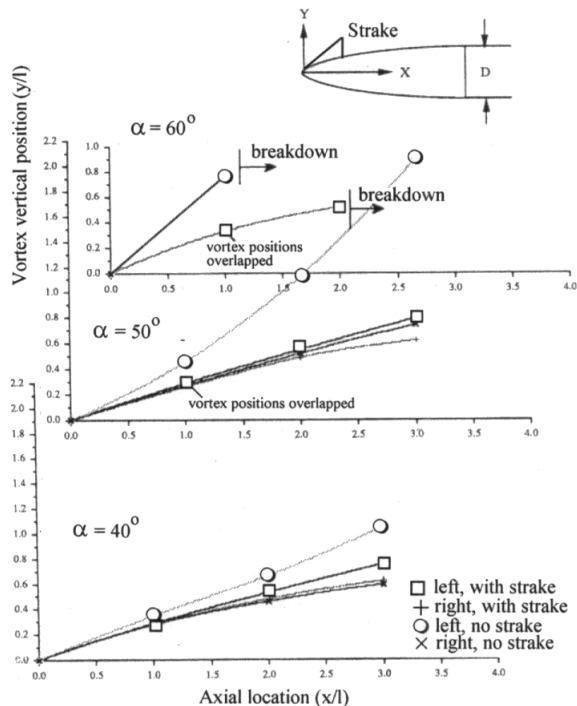 Y
Strake
X
D
Vortex vertical position (y/l)
α = 60°
1.0
0.8
0.6
0.4
0.2
0.0
breakdown
breakdown
vortex positions
overlapped
0.0 0.5 1.0 1.5 2.0 2.5 3.0 3.5 4.0
2.2
2.0
1.8
1.6
1.4
1.2
1.0
0.8
0.6
0.4
0.2
0.0
α = 50°
vortex positions overlapped
0.0 0.5 1.0 1.5 2.0 2.5 3.0 3.5 4.0
2.2
2.0
1.8
1.6
1.4
1.2
1.0
0.8
0.6
0.4
0.2
0.0
α = 40°
left, with strake
right, with strake
left, no strake
right, no strake
0.0 0.5 1.0 1.5 2.0 2.5 3.0 3.5 4.0
Axial location (x/l)